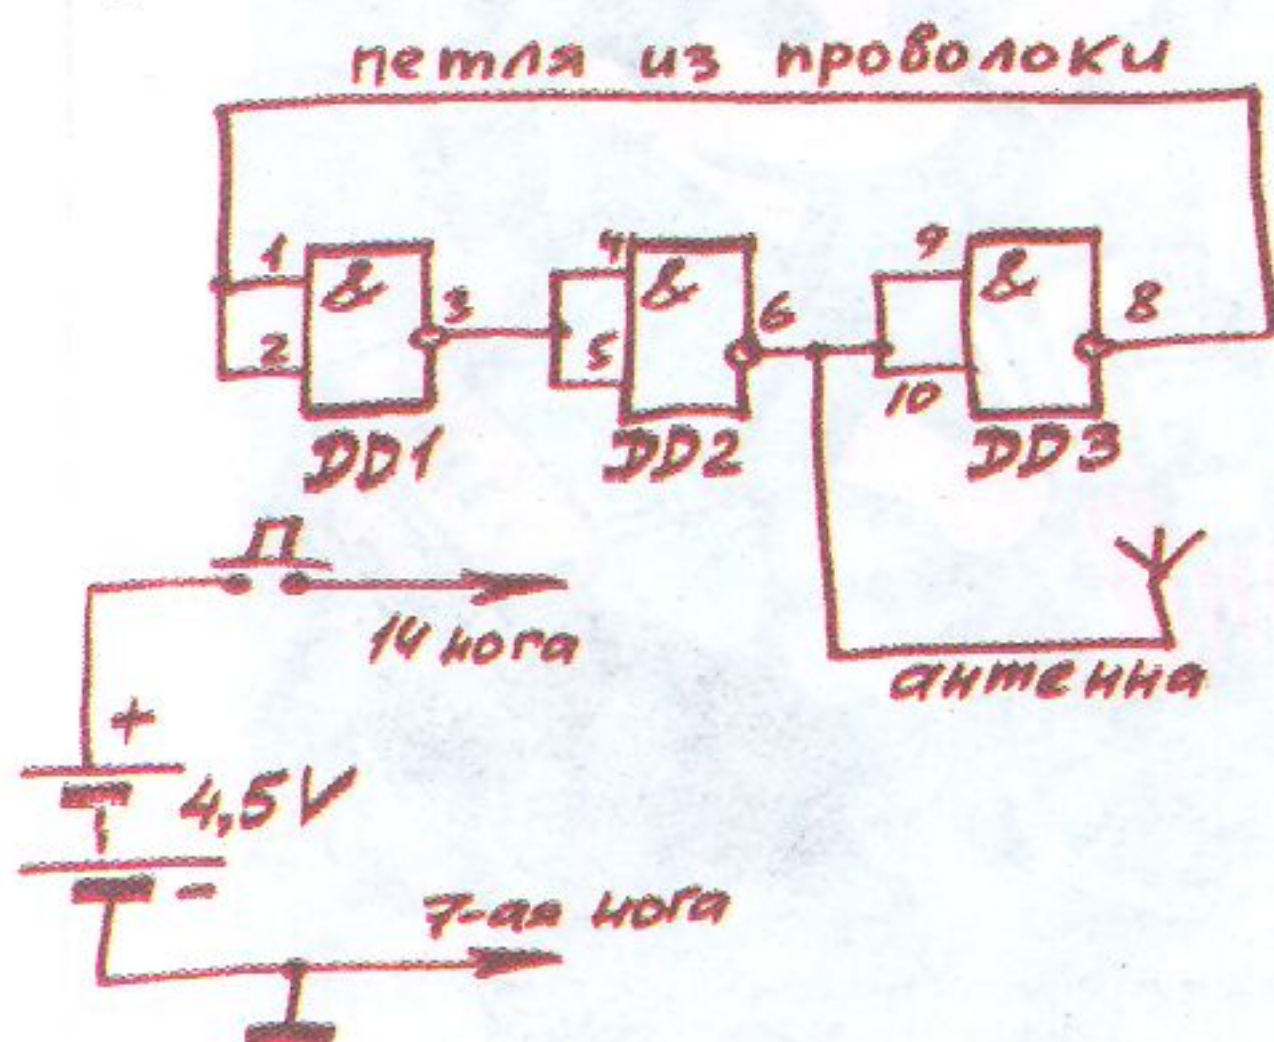 петля из проволоки
1 & 3 4 & 6 9 & 8
2 5 10
DD1 DD2 DD3
П
14 нога
антенна
+
4,5V
-
7-ая нога